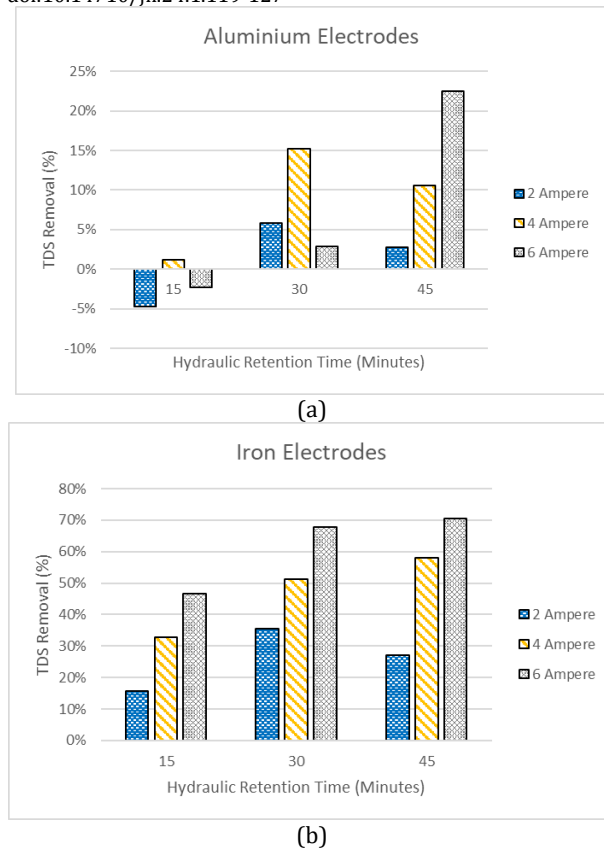 Aluminium Electrodes
25%
20%
15%
10%
5%
0%
-5%
-10%
15 30 45
TDS Removal (%)
Hydraulic Retention Time (Minutes)
2 Ampere
4 Ampere
6 Ampere
(a)
Iron Electrodes
80%
70%
60%
50%
40%
30%
20%
10%
0%
15 30 45
TDS Removal (%)
Hydraulic Retention Time (Minutes)
2 Ampere
4 Ampere
6 Ampere
(b)